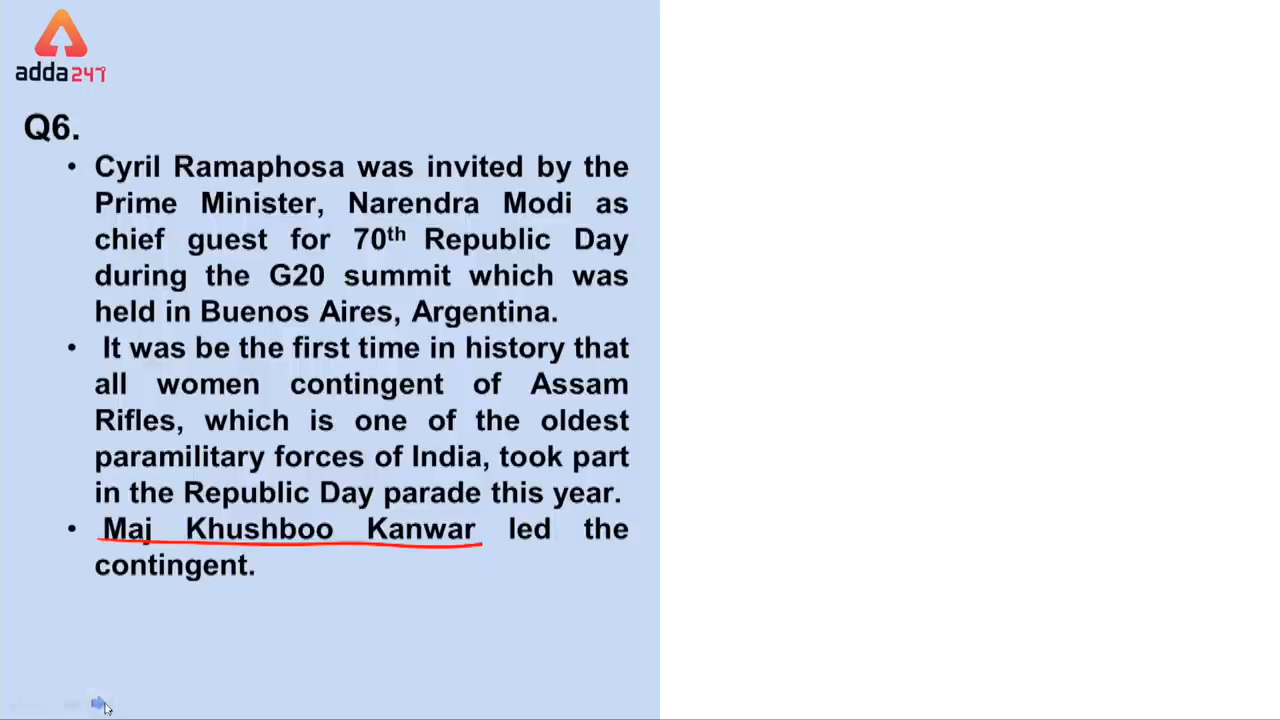 adda247
Q6.
• Cyril Ramaphosa was invited by the
Prime Minister, Narendra Modi as
chief guest for 70th Republic Day
during the G20 summit which was
held in Buenos Aires, Argentina.
• It was be the first time in history that
all women contingent of Assam
Rifles, which is one of the oldest
paramilitary forces of India, took part
in the Republic Day parade this year.
• Maj Khushboo Kanwar led the
contingent.